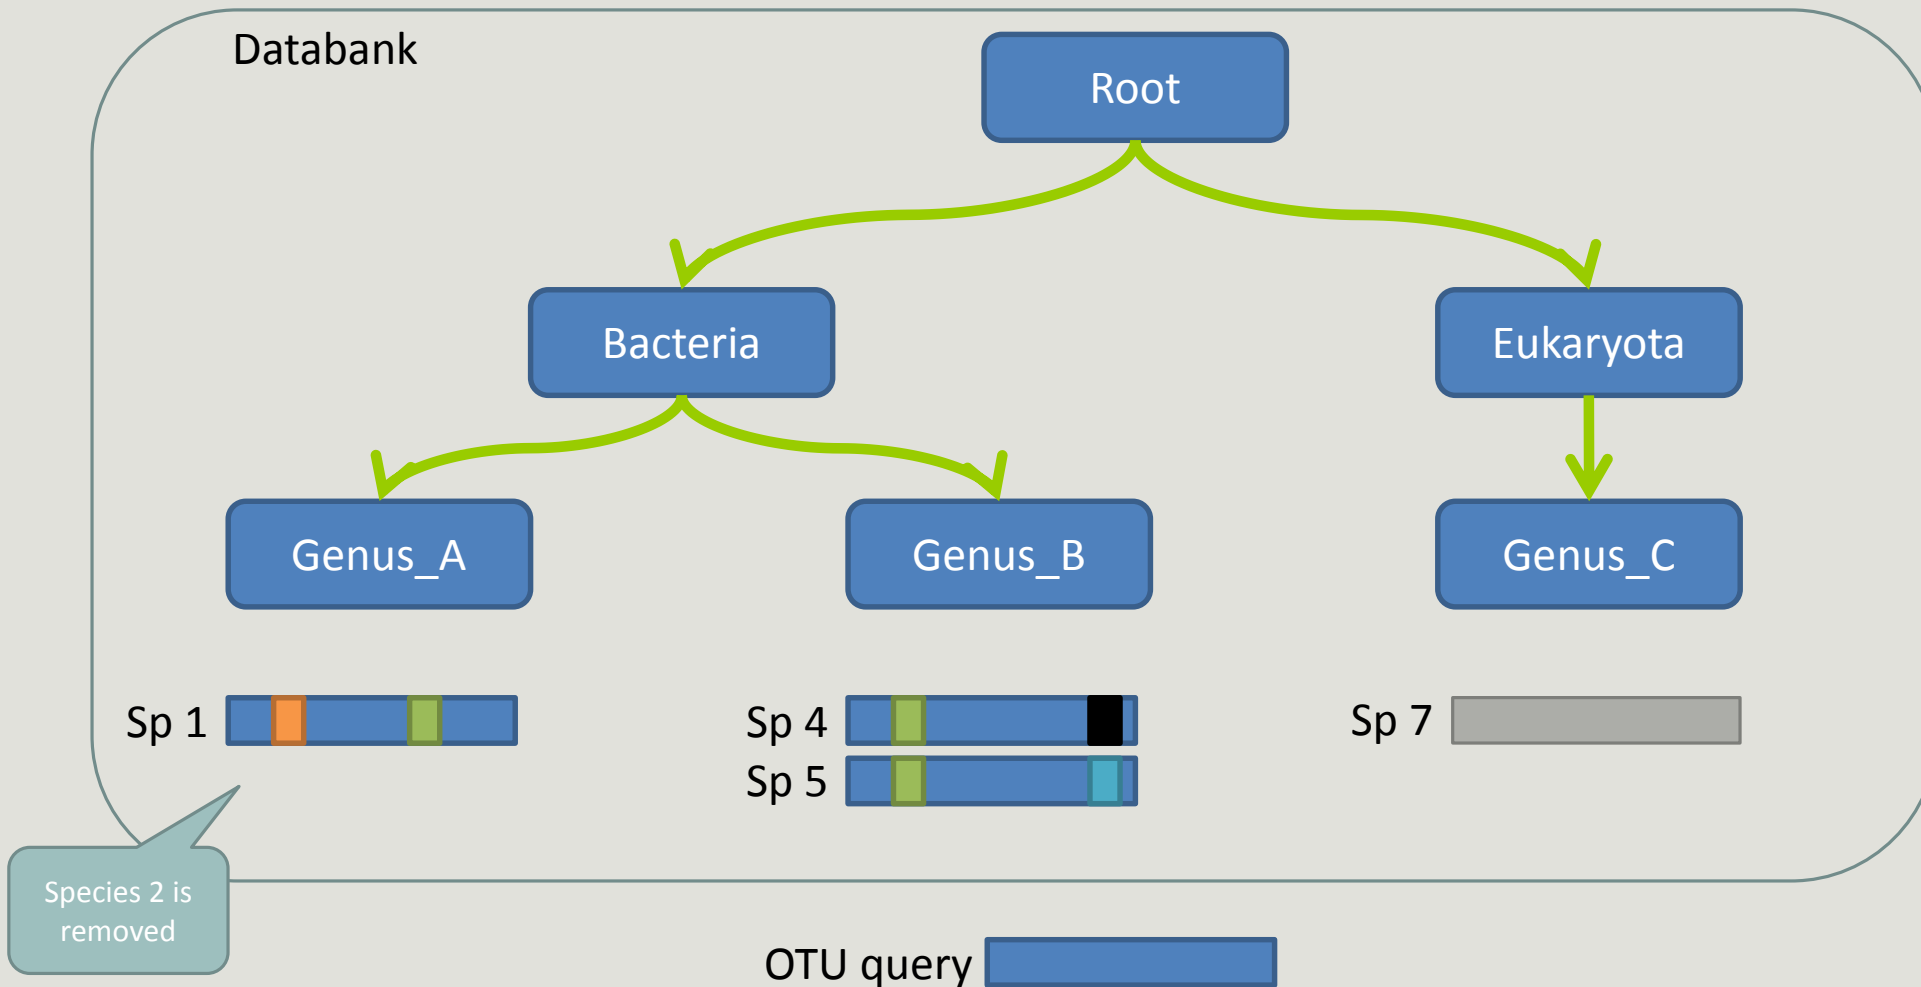 Databank
Root
Bacteria
Eukaryota
Genus_A
Genus_B
Genus_C
Sp 1
Sp 4
Sp 7
Sp 5
Species 2 is
removed
OTU query